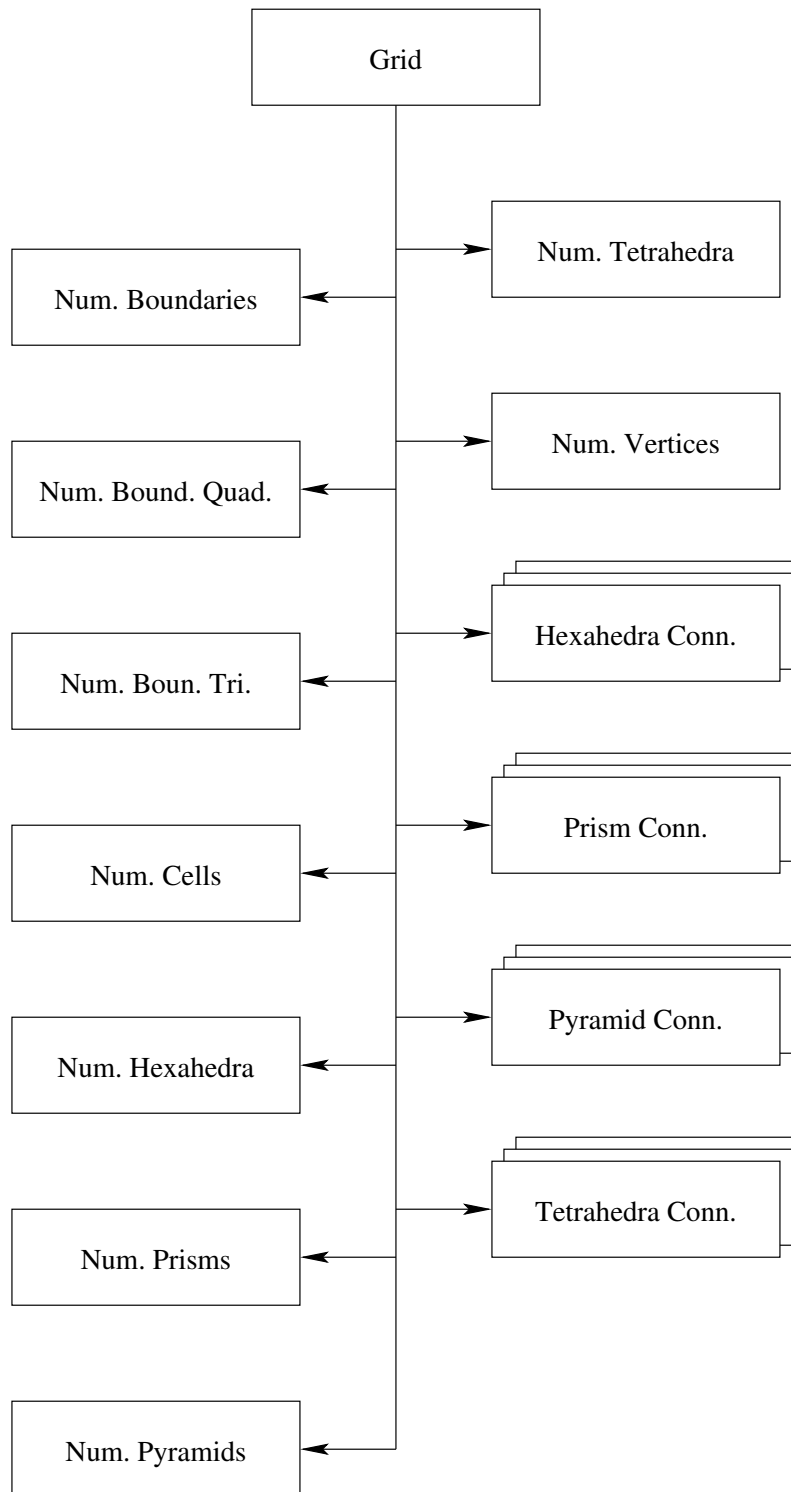 Grid
Num. Tetrahedra
Num. Boundaries
Num. Vertices
Num. Bound. Quad.
Hexahedra Conn.
Num. Boun. Tri.
Prism Conn.
Num. Cells
Pyramid Conn.
Num. Hexahedra
Tetrahedra Conn.
Num. Prisms
Num. Pyramids